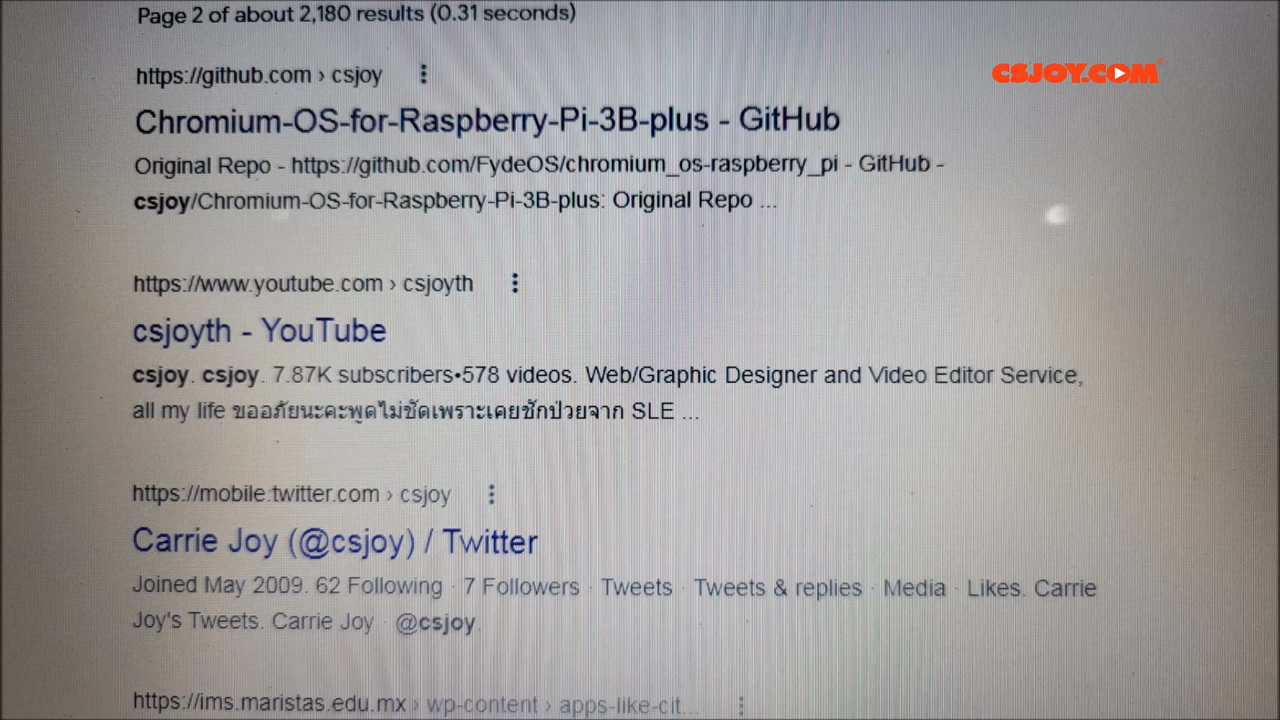 Page 2 of about 2,180 results (0.31 seconds)
https://github.com › csjoy
CSJOY.COM
Chromium-OS-for-Raspberry-Pi-3B-plus - GitHub
Original Repo - https://github.com/FydeOS/chromium_os-raspberry_pi - GitHub -
csjoy/Chromium-OS-for-Raspberry-Pi-3B-plus: Original Repo ...
https://www.youtube.com › csjoyth
csjoyth - YouTube
csjoy. csjoy. 7.87K subscribers•578 videos. Web/Graphic Designer and Video Editor Service,
all my life ขออภัยนะคะพูดไม่ชัดเพราะเคยชักป่วยจาก SLE ...
https://mobile.twitter.com › csjoy
Carrie Joy (@csjoy) / Twitter
Joined May 2009. 62 Following · 7 Followers · Tweets · Tweets & replies · Media · Likes. Carrie
Joy's Tweets. Carrie Joy · @csjoy.
https://ims.maristas.edu.mx › wp-content › apps-like-cit...